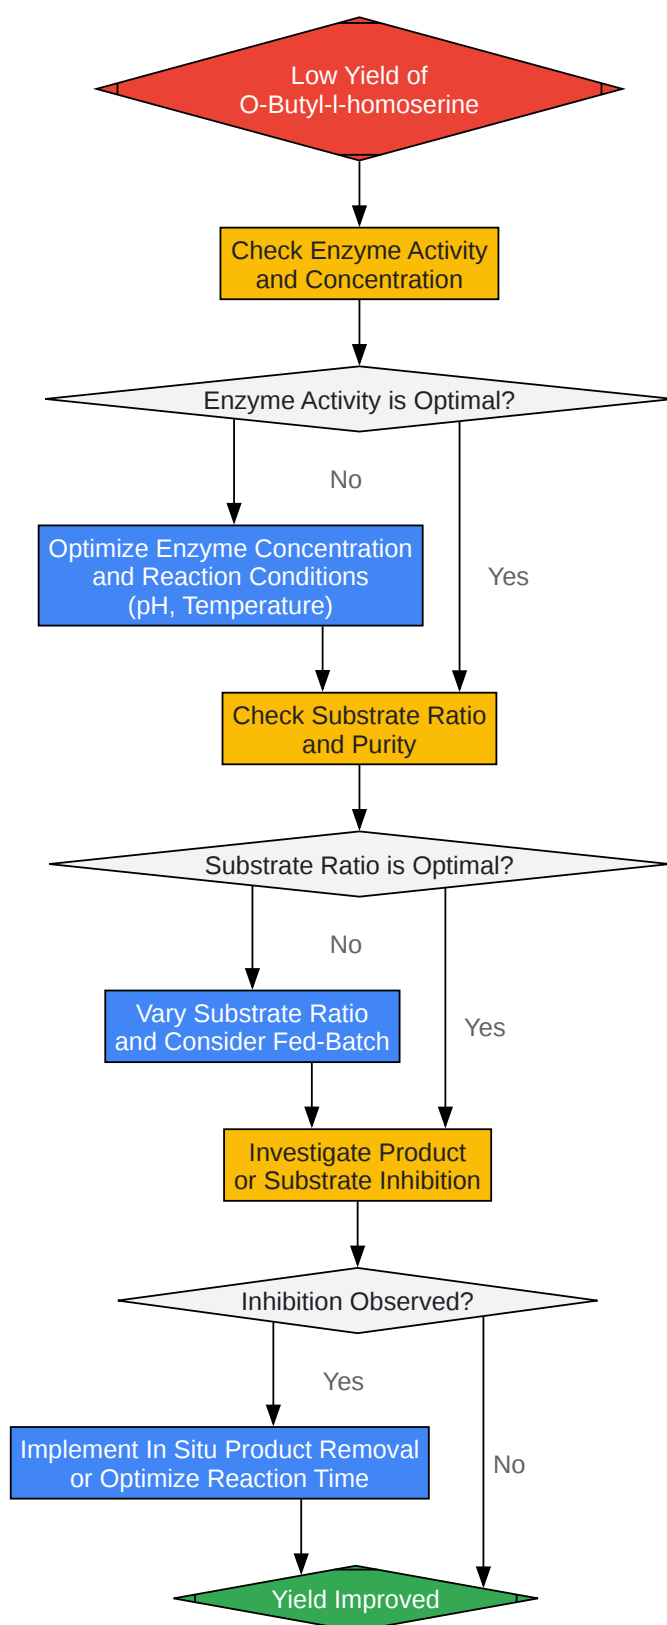 Low Yield of
O-Butyl-l-homoserine
Check Enzyme Activity
and Concentration
Enzyme Activity is Optimal?
No
Optimize Enzyme Concentration
and Reaction Conditions
(pH, Temperature)
Yes
Check Substrate Ratio
and Purity
Substrate Ratio is Optimal?
No
Vary Substrate Ratio
and Consider Fed-Batch
Yes
Investigate Product
or Substrate Inhibition
Inhibition Observed?
Yes
Implement In Situ Product Removal
or Optimize Reaction Time
No
Yield Improved